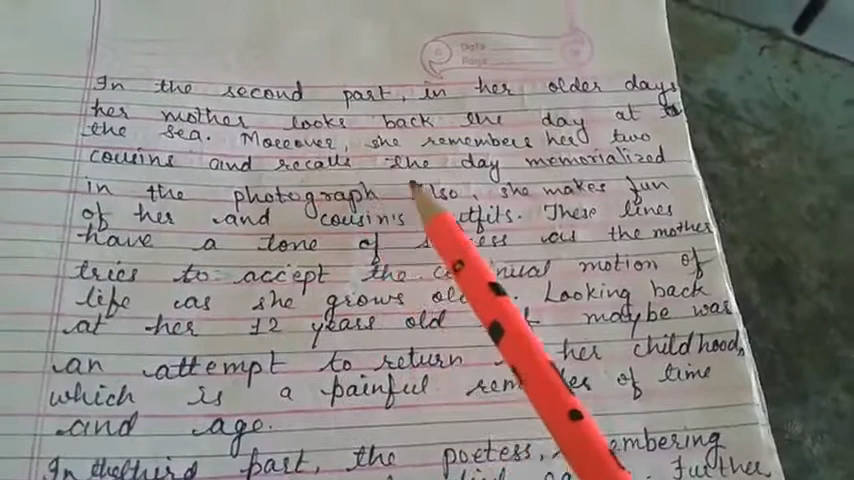 Date
Page
In the second part, in her older days
her mother looks back the day at
the sea. Moreover, she remembers her two
cousins and recalls the day memorialized
in the photograph she makes fun
of her and cousin's These lines
have a tone of as the mother
tries to accept the motion of
life as she grows Looking back
at her 12 years old maybe was
an attempt to return her childhood,
which is a painful of time
and age.
In the third part, the poetess,
Further